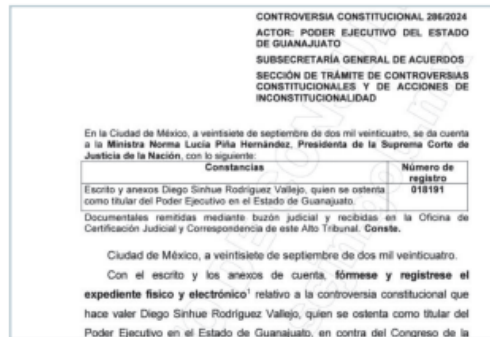 CONTROVERSIA CONSTITUCIONAL 286/2024
ACTOR: PODER EJECUTIVO DEL ESTADO
DE GUANAJUATO
SUBSECRETARÍA GENERAL DE ACUERDOS
SECCIÓN DE TRÁMITE DE CONTROVERSIAS
CONSTITUCIONALES Y DE ACCIONES DE
INCONSTITUCIONALIDAD
En la Ciudad de México, a veintisiete de septiembre de dos mil veinticuatro, se da cuenta
a la Ministra Norma Lucía Piña Hernández, Presidenta de la Suprema Corte de
Justicia de la Nación, con lo siguiente:
Constancias Número de
registro
Escrito y anexos Diego Sinhue Rodríguez Vallejo, quien se ostenta 018191
como titular del Poder Ejecutivo en el Estado de Guanajuato.
Documentales remitidas mediante buzón judicial y recibidas en la Oficina de
Certificación Judicial y Correspondencia de este Alto Tribunal. Conste.
Ciudad de México, a veintisiete de septiembre de dos mil veinticuatro.
Con el escrito y los anexos de cuenta, fórmese y regístrese el
expediente físico y electrónico¹ relativo a la controversia constitucional que
hace valer Diego Sinhue Rodríguez Vallejo, quien se ostenta como titular del
Poder Ejecutivo en el Estado de Guanajuato, en contra del Congreso de la